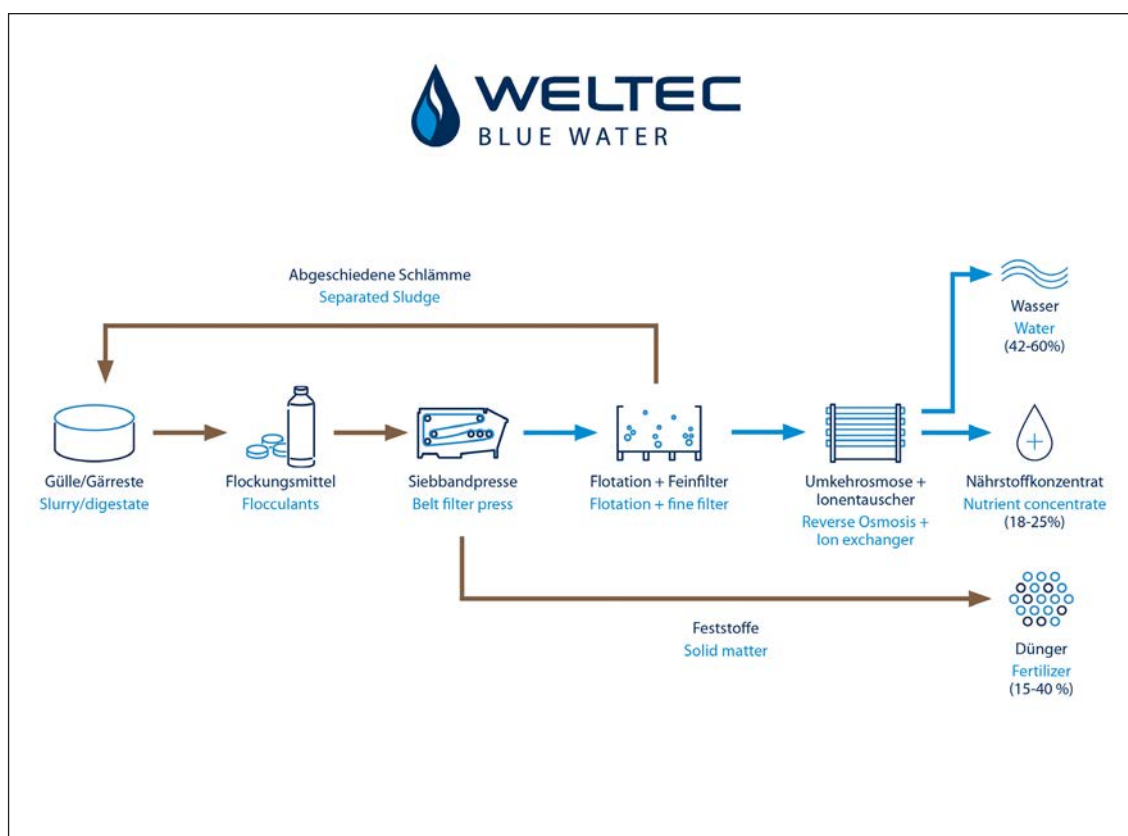 WELTEC
BLUE WATER
Abgeschiedene Schlämme
Separated Sludge
Wasser
Water
(42-60%)
Gülle/Gärreste
Slurry/digestate
Flockungsmittel
Flocculants
Siebbandpresse
Belt filter press
Flotation + Feinfilter
Flotation + fine filter
Umkehrosmose +
Ionentauscher
Reverse Osmosis +
Ion exchanger
Nährstoffkonzentrat
Nutrient concentrate
(18-25%)
Feststoffe
Solid matter
Dünger
Fertilizer
(15-40 %)